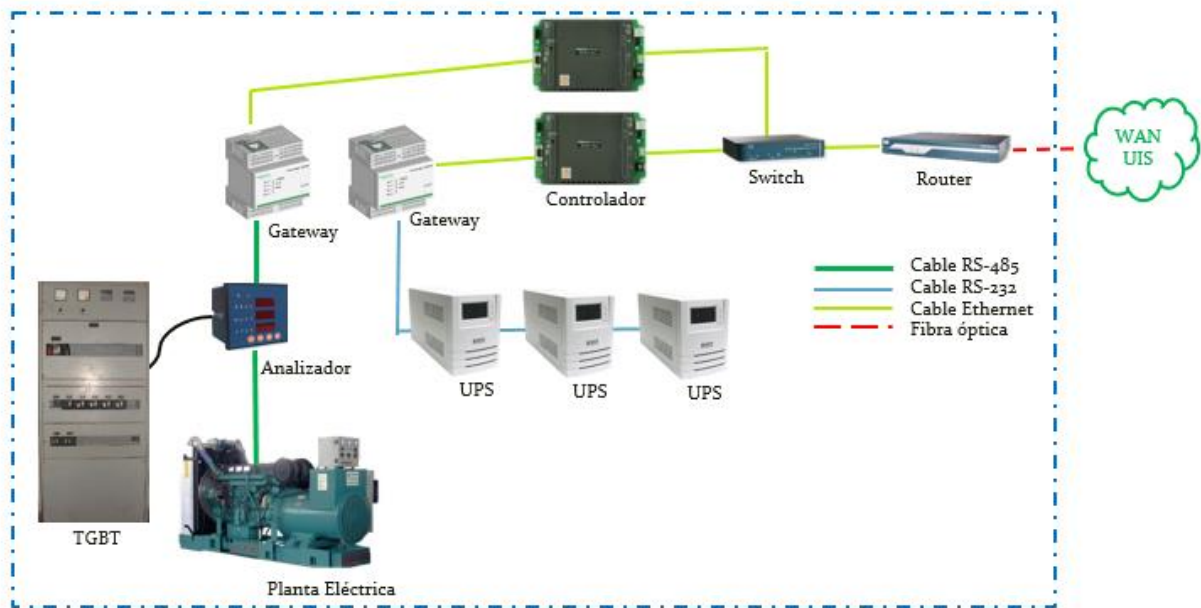 WAN
UIS
Switch
Router
Controlador
Gateway
Gateway
Cable RS-485
Cable RS-232
Cable Ethernet
Fibra óptica
Analizador
UPS
UPS
UPS
TGBT
Planta Eléctrica